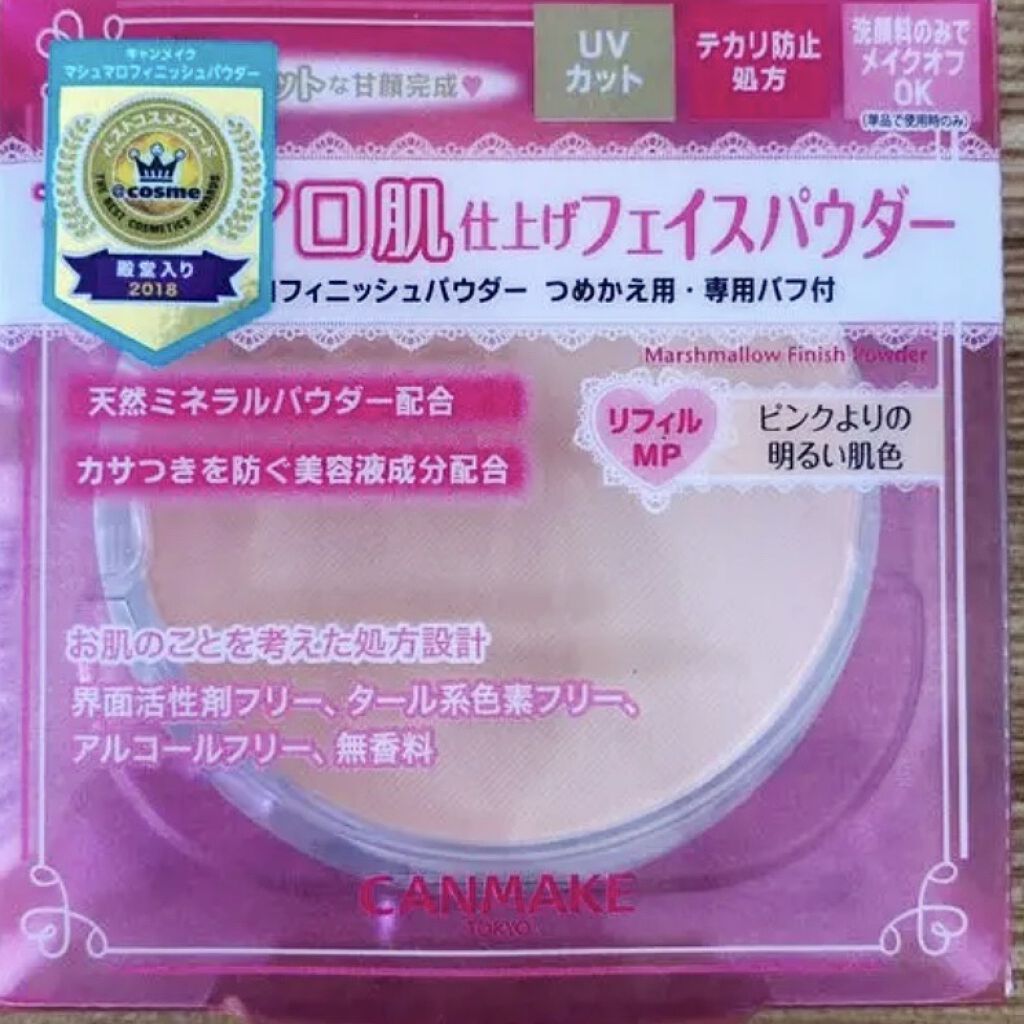 キャンメイク
マシュマロフィニッシュパウダー
ベストコスメアワード
@cosme
THE BEST COSMETICS AWARDS
殿堂入り
2018
ットな甘顔完成♥
UV
カット
テカリ防止
処方
洗顔料のみで
メイクオフ
OK
(単品で使用時のみ)
マロ肌仕上げフェイスパウダー
フィニッシュパウダー つめかえ用・専用パフ付
Marshmallow Finish Powder
天然ミネラルパウダー配合
カサつきを防ぐ美容液成分配合
リフィル
MP
ピンクよりの
明るい肌色
お肌のことを考えた処方設計
界面活性剤フリー、タール系色素フリー、
アルコールフリー、無香料
CANMAKE
TOKYO